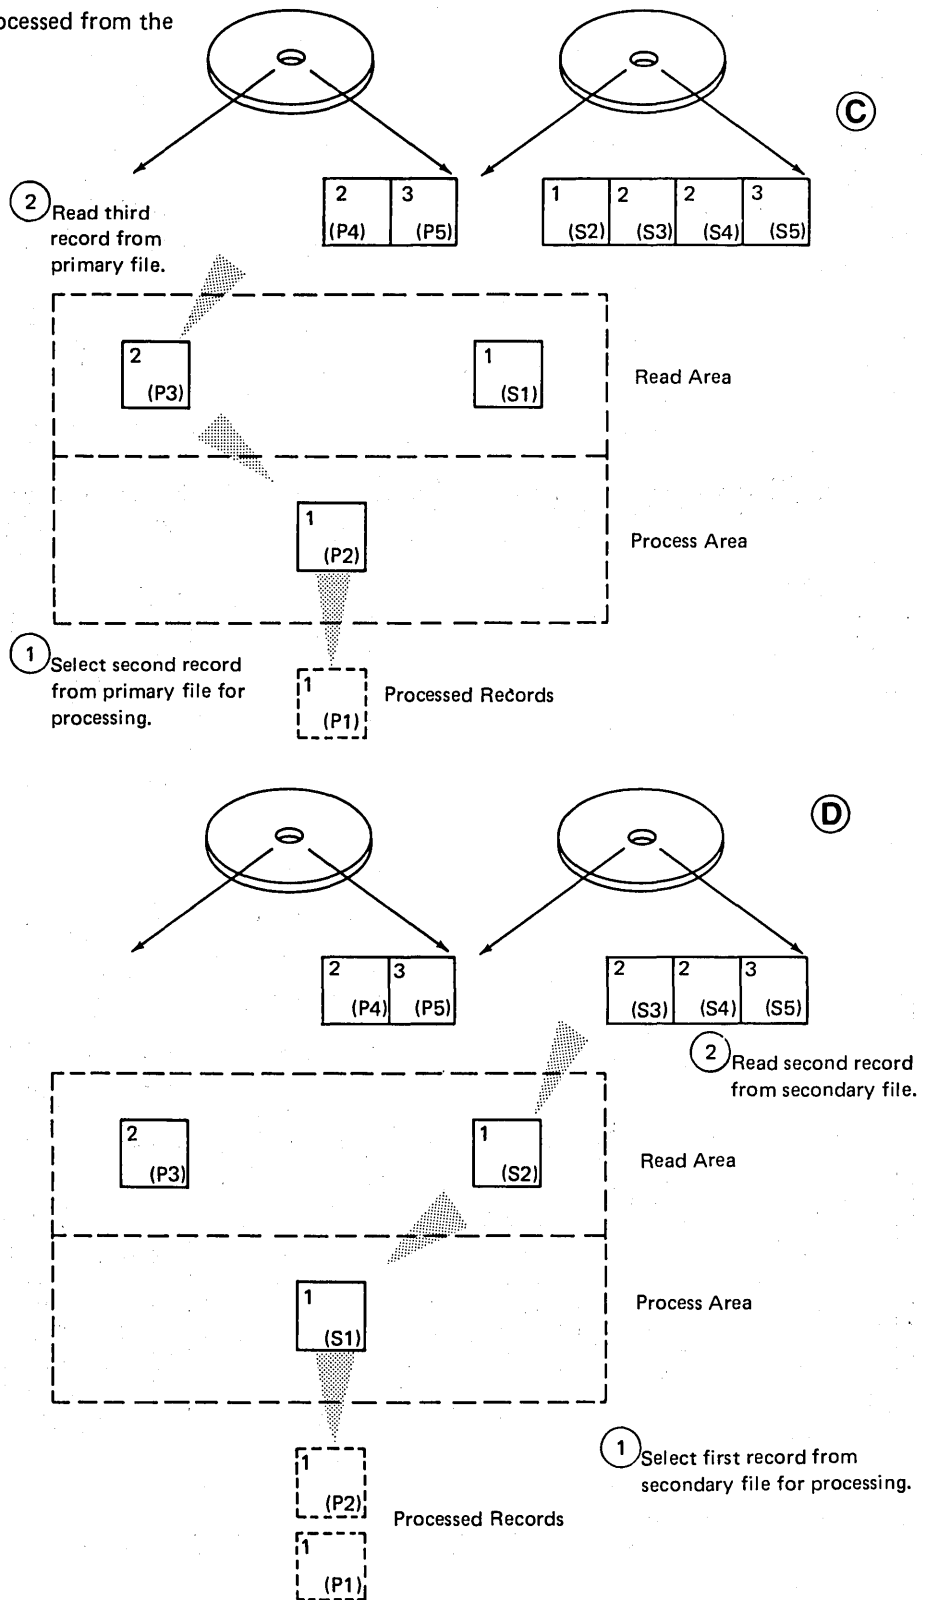 ocessed from the
C
2 Read third
record from
primary file.
2 3
(P4) (P5)
1 2 2 3
(S2) (S3) (S4) (S5)
2
(P3)
1
(S1)
Read Area
1
(P2)
Process Area
1 Select second record
from primary file for
processing.
1
(P1)
Processed Records
D
2 3
(P4) (P5)
2 2 3
(S3) (S4) (S5)
2 Read second record
from secondary file.
2
(P3)
1
(S2)
Read Area
1
(S1)
Process Area
1 Select first record from
secondary file for processing.
1
(P2)
Processed Records
1
(P1)